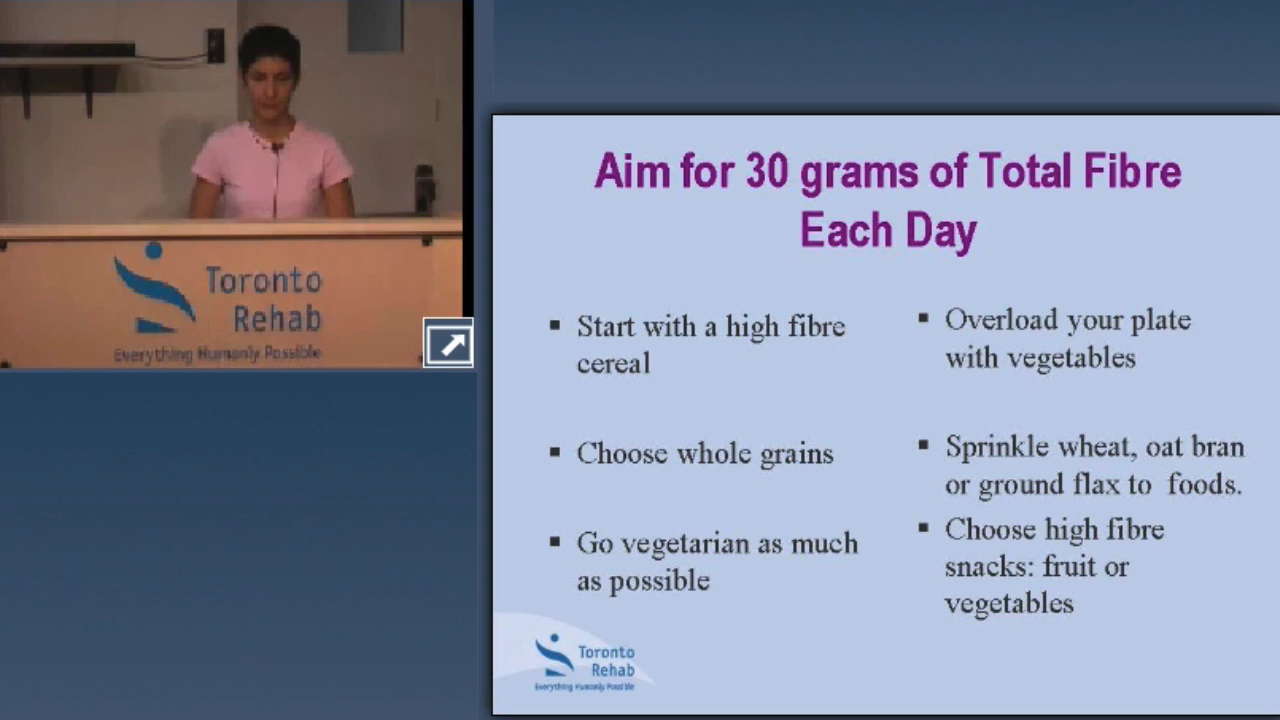 Toronto
Rehab
Everything Humanly Possible
Aim for 30 grams of Total Fibre
Each Day
▪ Start with a high fibre
cereal
▪ Choose whole grains
▪ Go vegetarian as much
as possible
▪ Overload your plate
with vegetables
▪ Sprinkle wheat, oat bran
or ground flax to foods.
▪ Choose high fibre
snacks: fruit or
vegetables
Toronto
Rehab
Everything Humanly Possible